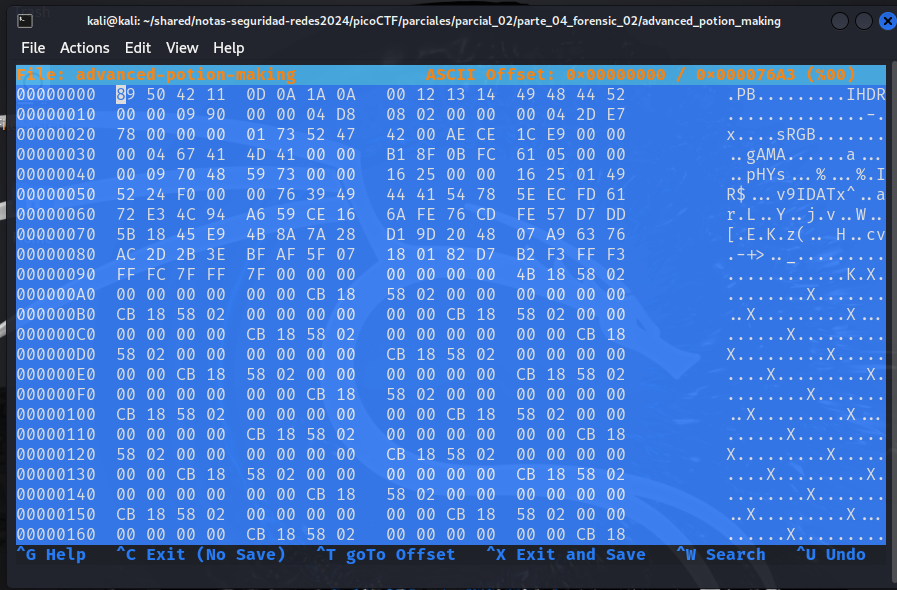 kali@kali: ~/shared/notas-seguridad-redes2024/picoCTF/parciales/parcial_02/parte_04_forensic_02/advanced_potion_making
File Actions Edit View Help
File: advanced-potion-making ASCII Offset: 0x00000000 / 0x000076A3 (%00)
00000000 89 50 42 11 0D 0A 1A 0A 00 12 13 14 49 48 44 52 .PB.........IHDR
00000010 00 00 09 90 00 00 04 D8 08 02 00 00 00 04 2D E7 ..............-.
00000020 78 00 00 00 01 73 52 47 42 00 AE CE 1C E9 00 00 x....sRGB.......
00000030 00 04 67 41 4D 41 00 00 B1 8F 0B FC 61 05 00 00 ..gAMA......a...
00000040 00 09 70 48 59 73 00 00 16 25 00 00 16 25 01 49 ..pHYs...%...%.I
00000050 52 24 F0 00 00 76 39 49 44 41 54 78 5E EC FD 61 R$...v9IDATx^..a
00000060 72 E3 4C 94 A6 59 CE 16 6A FE 76 CD FE 57 D7 DD r.L..Y..j.v..W..
00000070 5B 18 45 E9 4B 8A 7A 28 D1 9D 20 48 07 A9 63 76 [.E.K.z(.. H..cv
00000080 AC 2D 2B 3E BF AF 5F 07 18 01 82 D7 B2 F3 FF F3 .-+>.._.........
00000090 FF FC 7F FF 7F 00 00 00 00 00 00 00 4B 18 58 02 ............K.X.
000000A0 00 00 00 00 00 00 CB 18 58 02 00 00 00 00 00 00 ........X.......
000000B0 CB 18 58 02 00 00 00 00 00 00 CB 18 58 02 00 00 ..X.........X...
000000C0 00 00 00 00 CB 18 58 02 00 00 00 00 00 00 CB 18 ......X.........
000000D0 58 02 00 00 00 00 00 00 CB 18 58 02 00 00 00 00 X.........X.....
000000E0 00 00 CB 18 58 02 00 00 00 00 00 00 CB 18 58 02 ....X.........X.
000000F0 00 00 00 00 00 00 CB 18 58 02 00 00 00 00 00 00 ........X.......
00000100 CB 18 58 02 00 00 00 00 00 00 CB 18 58 02 00 00 ..X.........X...
00000110 00 00 00 00 CB 18 58 02 00 00 00 00 00 00 CB 18 ......X.........
00000120 58 02 00 00 00 00 00 00 CB 18 58 02 00 00 00 00 X.........X.....
00000130 00 00 CB 18 58 02 00 00 00 00 00 00 CB 18 58 02 ....X.........X.
00000140 00 00 00 00 00 00 CB 18 58 02 00 00 00 00 00 00 ........X.......
00000150 CB 18 58 02 00 00 00 00 00 00 CB 18 58 02 00 00 ..X.........X...
00000160 00 00 00 00 CB 18 58 02 00 00 00 00 00 00 CB 18 ......X.........
^G Help ^C Exit (No Save) ^T goTo Offset ^X Exit and Save ^W Search ^U Undo